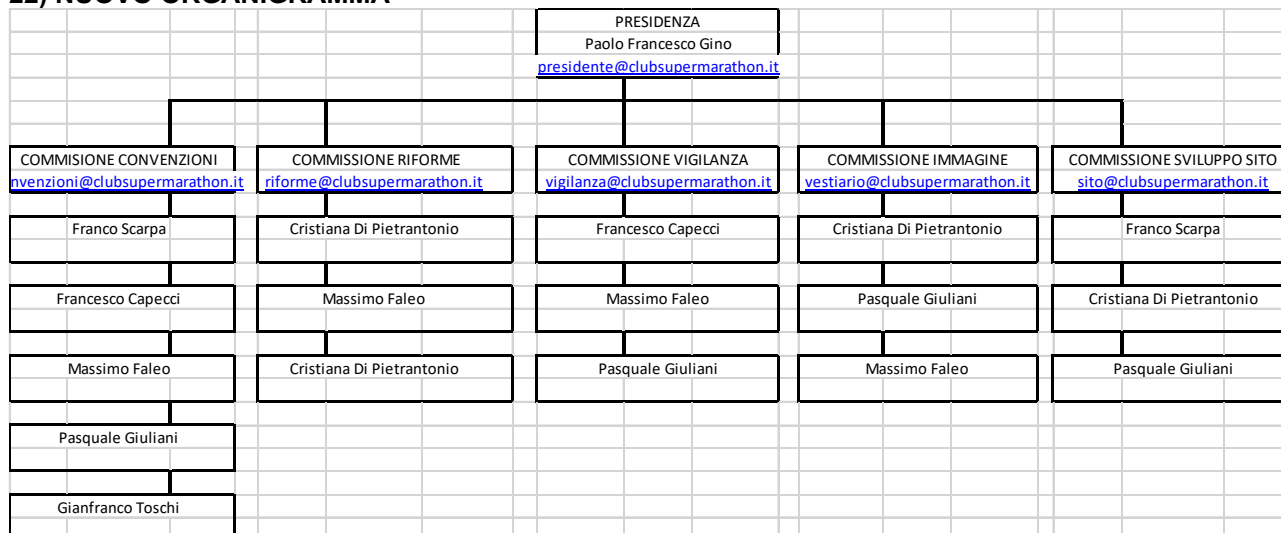 22) NUOVO ORGANIGRAMMA
PRESIDENZA
Paolo Francesco Gino
presidente@clubsupermarathon.it
COMMISIONE CONVENZIONI
nvenzioni@clubsupermarathon.it
Franco Scarpa
Francesco Capecci
Massimo Faleo
Pasquale Giuliani
Gianfranco Toschi
COMMISSIONE RIFORME
riforme@clubsupermarathon.it
Cristiana Di Pietrantonio
Massimo Faleo
Cristiana Di Pietrantonio
COMMISSIONE VIGILANZA
vigilanza@clubsupermarathon.it
Francesco Capecci
Massimo Faleo
Pasquale Giuliani
COMMISSIONE IMMAGINE
vestiario@clubsupermarathon.it
Cristiana Di Pietrantonio
Pasquale Giuliani
Massimo Faleo
COMMISSIONE SVILUPPO SITO
sito@clubsupermarathon.it
Franco Scarpa
Cristiana Di Pietrantonio
Pasquale Giuliani